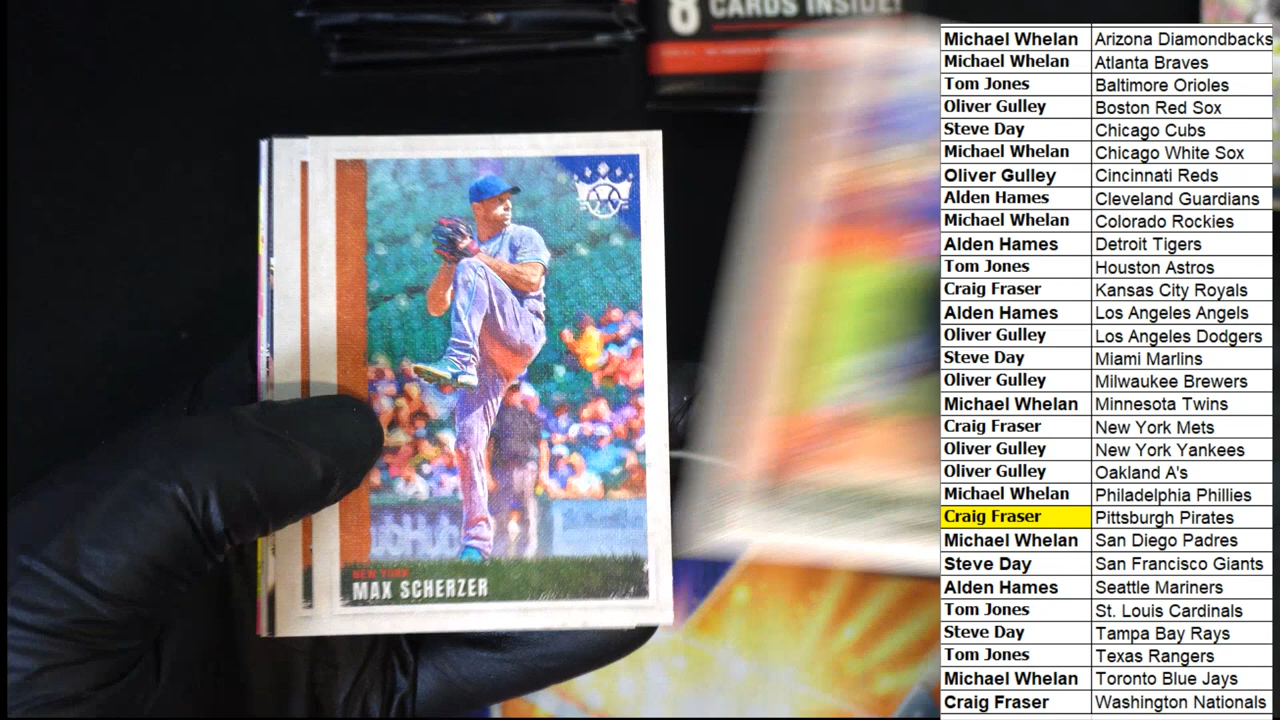 8 CARDS INSIDE!
NEW YORK
MAX SCHERZER
Michael Whelan Arizona Diamondbacks
Michael Whelan Atlanta Braves
Tom Jones Baltimore Orioles
Oliver Gulley Boston Red Sox
Steve Day Chicago Cubs
Michael Whelan Chicago White Sox
Oliver Gulley Cincinnati Reds
Alden Hames Cleveland Guardians
Michael Whelan Colorado Rockies
Alden Hames Detroit Tigers
Tom Jones Houston Astros
Craig Fraser Kansas City Royals
Alden Hames Los Angeles Angels
Oliver Gulley Los Angeles Dodgers
Steve Day Miami Marlins
Oliver Gulley Milwaukee Brewers
Michael Whelan Minnesota Twins
Craig Fraser New York Mets
Oliver Gulley New York Yankees
Oliver Gulley Oakland A's
Michael Whelan Philadelphia Phillies
Craig Fraser Pittsburgh Pirates
Michael Whelan San Diego Padres
Steve Day San Francisco Giants
Alden Hames Seattle Mariners
Tom Jones St. Louis Cardinals
Steve Day Tampa Bay Rays
Tom Jones Texas Rangers
Michael Whelan Toronto Blue Jays
Craig Fraser Washington Nationals